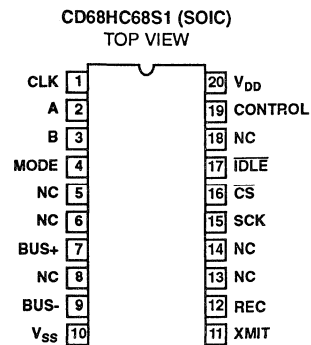 CD68HC68S1 (SOIC)
TOP VIEW
CLK 1 20 VDD
A 2 19 CONTROL
B 3 18 NC
MODE 4 17 IDLE
NC 5 16 CS
NC 6 15 SCK
BUS+ 7 14 NC
NC 8 13 NC
BUS- 9 12 REC
VSS 10 11 XMIT